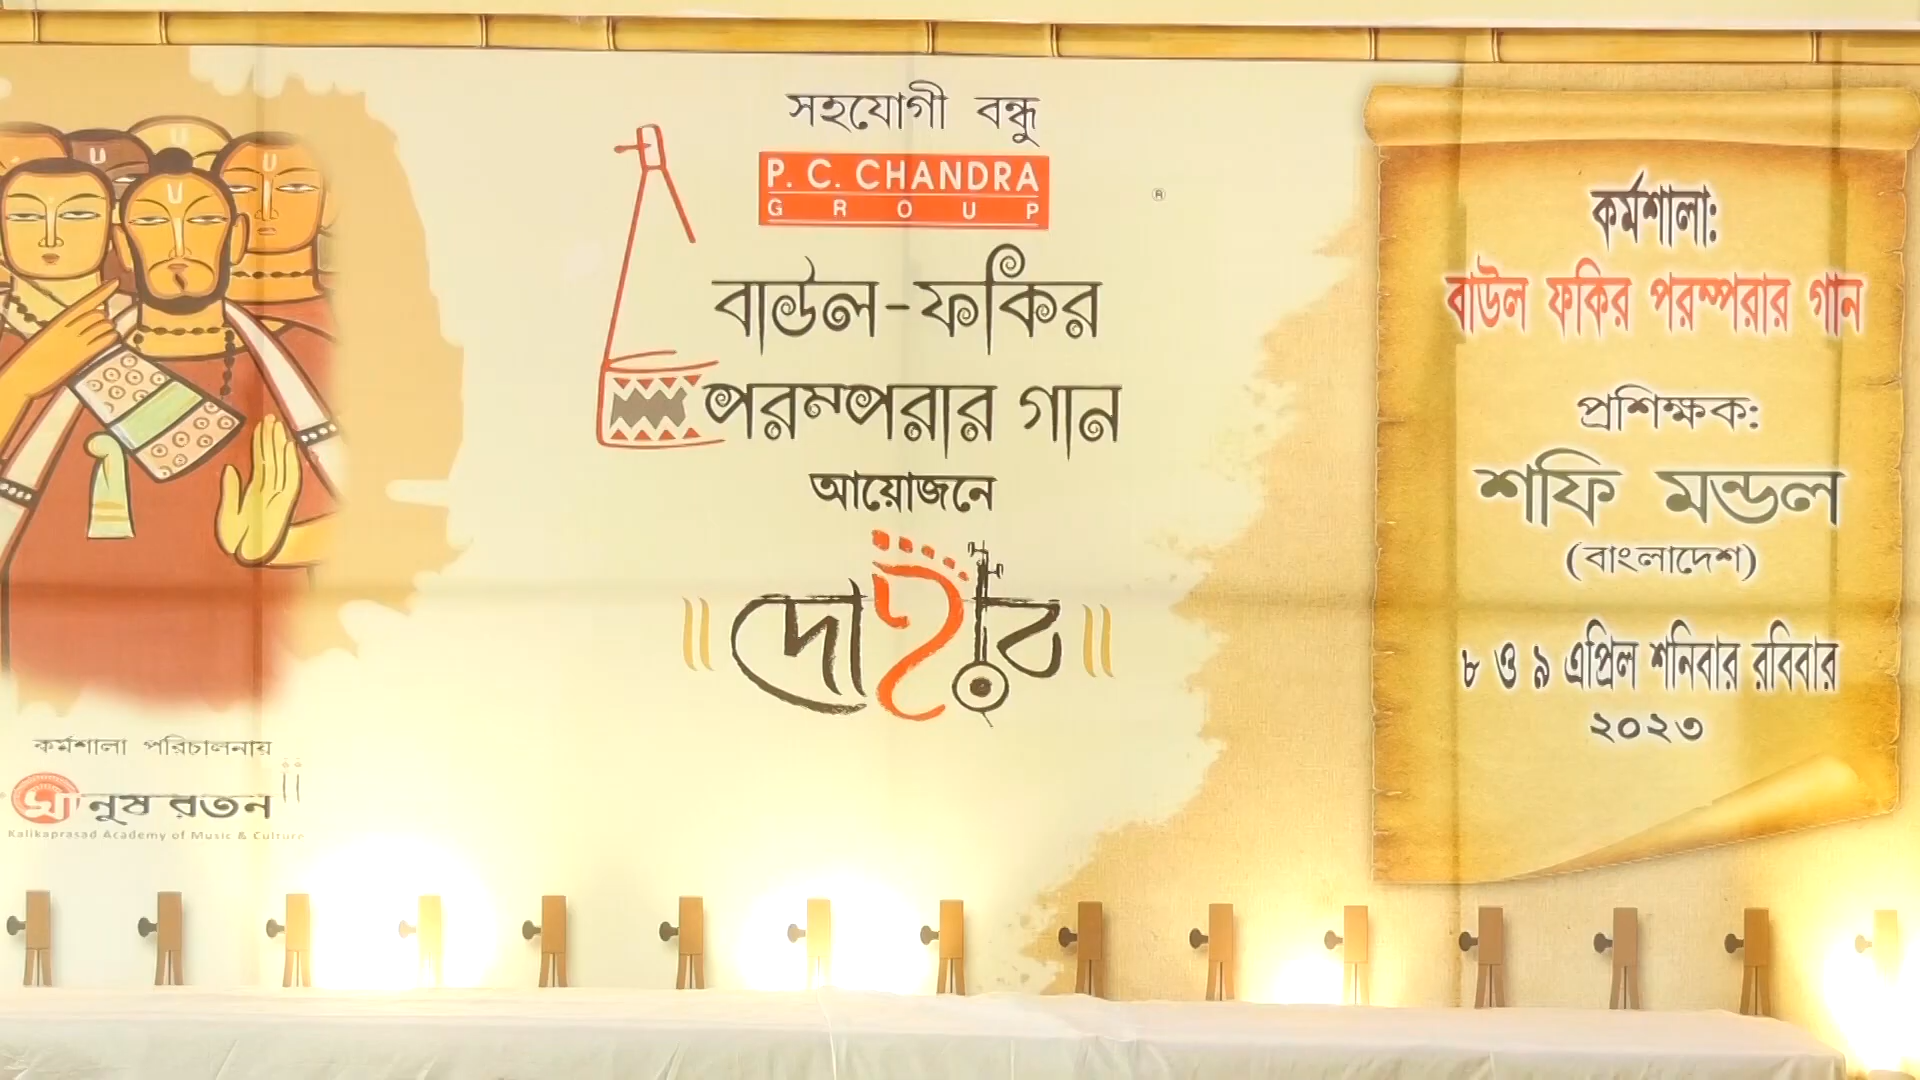 সহযোগী বন্ধু
P. C. CHANDRA
GROUP
®
বাউল-ফকির
পরম্পরার গান
আয়োজনে
॥ দোহার ॥
কর্মশালা পরিচালনায়
মানুষ রতন
Kalikaprasad Academy of Music & Culture
কর্মশালা:
বাউল ফকির পরম্পরার গান
প্রশিক্ষক:
শফি মন্ডল
(বাংলাদেশ)
৮ ও ৯ এপ্রিল শনিবার রবিবার
২০২৩